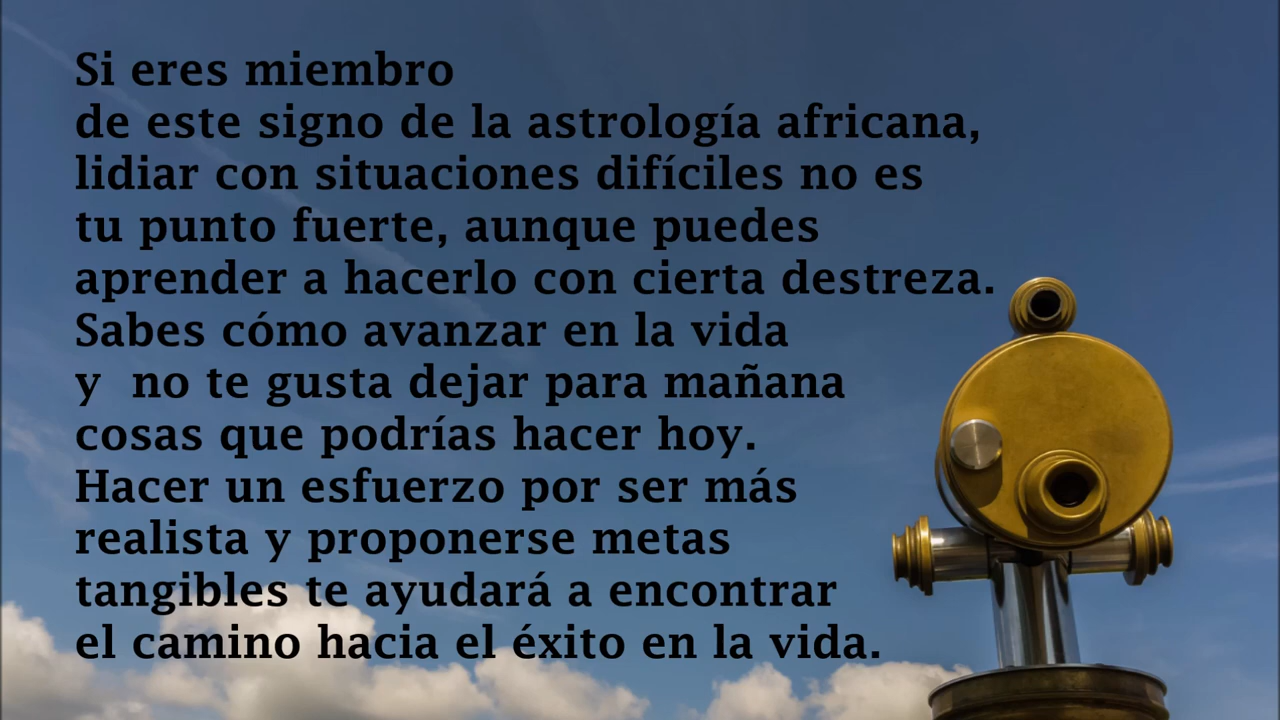 Si eres miembro
de este signo de la astrología africana,
lidiar con situaciones difíciles no es
tu punto fuerte, aunque puedes
aprender a hacerlo con cierta destreza.
Sabes cómo avanzar en la vida
y  no te gusta dejar para mañana
cosas que podrías hacer hoy.
Hacer un esfuerzo por ser más
realista y proponerse metas
tangibles te ayudará a encontrar
el camino hacia el éxito en la vida.